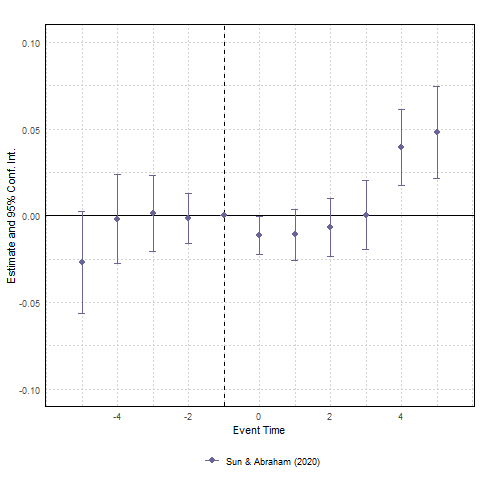 0.10
0.05
0.00
-0.05
-0.10
Estimate and 95% Conf. Int.
-4 -2 0 2 4
Event Time
Sun & Abraham (2020)